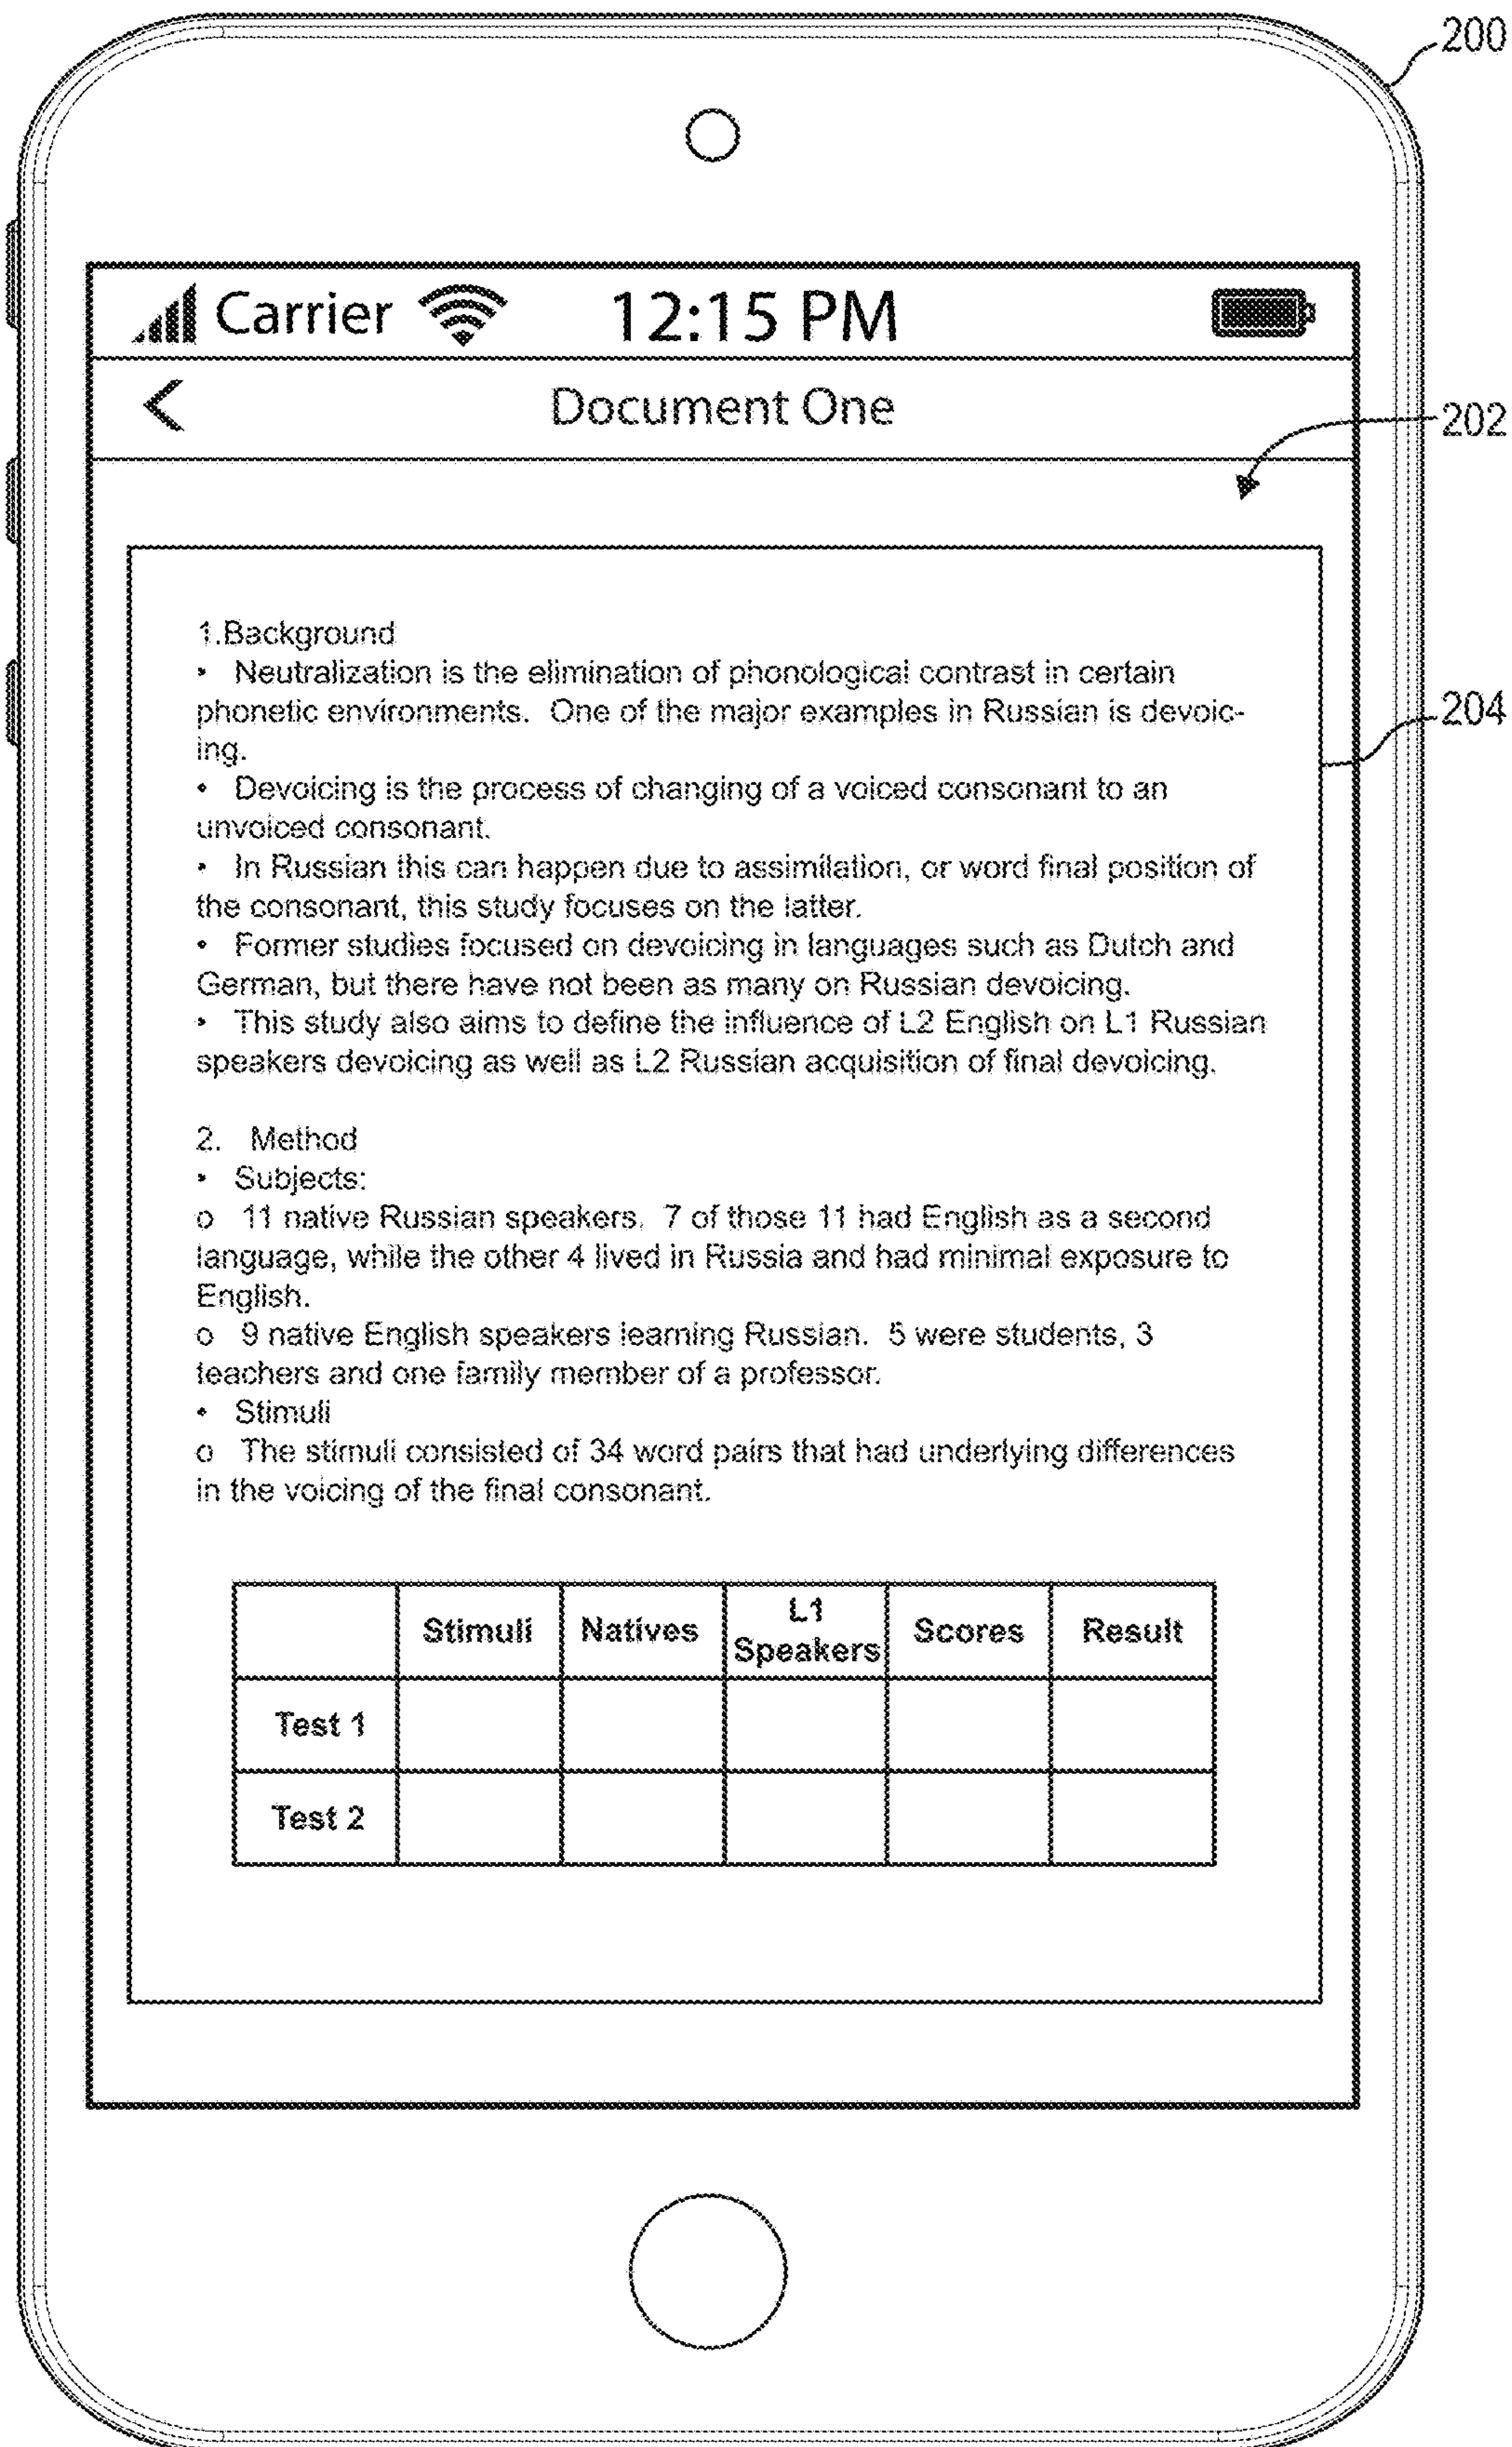 200
Carrier 12:15 PM
Document One
202
1.Background
• Neutralization is the elimination of phonological contrast in certain
phonetic environments. One of the major examples in Russian is devoic-
ing.
204
• Devoicing is the process of changing of a voiced consonant to an
unvoiced consonant.
• In Russian this can happen due to assimilation, or word final position of
the consonant, this study focuses on the latter.
• Former studies focused on devoicing in languages such as Dutch and
German, but there have not been as many on Russian devoicing.
• This study also aims to define the influence of L2 English on L1 Russian
speakers devoicing as well as L2 Russian acquisition of final devoicing.
2. Method
• Subjects:
o 11 native Russian speakers. 7 of those 11 had English as a second
language, while the other 4 lived in Russia and had minimal exposure to
English.
o 9 native English speakers learning Russian. 5 were students, 3
teachers and one family member of a professor.
• Stimuli
o The stimuli consisted of 34 word pairs that had underlying differences
in the voicing of the final consonant.
Stimuli Natives L1 Speakers Scores Result
Test 1
Test 2